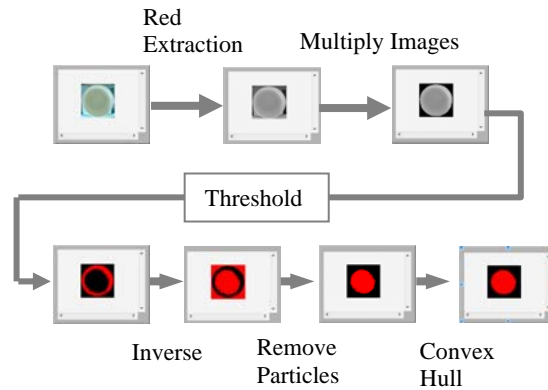 Red
Extraction
Multiply Images
Threshold
Inverse
Remove
Particles
Convex
Hull